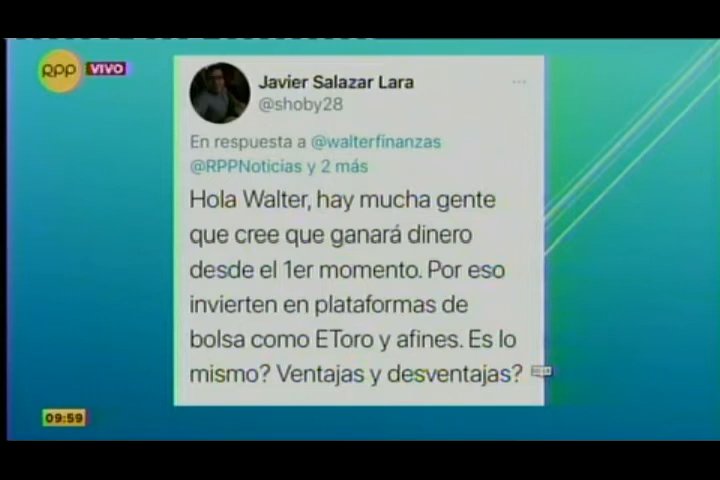 RPP VIVO
Javier Salazar Lara
@shoby28
En respuesta a @walterfinanzas
@RPPNoticias y 2 más
Hola Walter, hay mucha gente
que cree que ganará dinero
desde el 1er momento. Por eso
invierten en plataformas de
bolsa como EToro y afines. Es lo
mismo? Ventajas y desventajas?
09:59